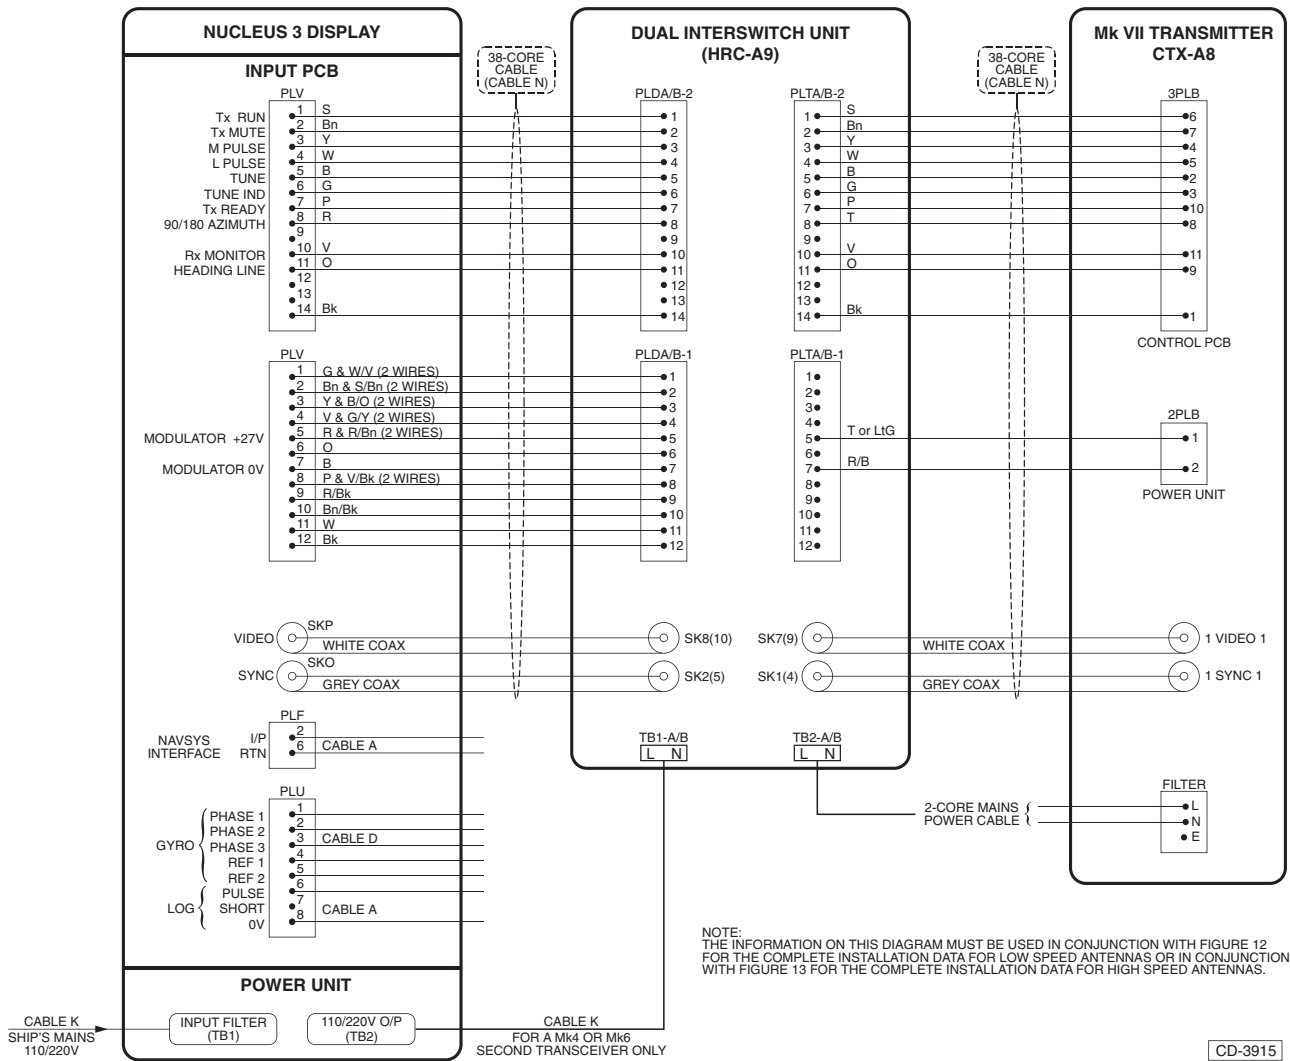 NUCLEUS 3 DISPLAY
INPUT PCB
PLV
Tx RUN 1 S
Tx MUTE 2 Bn
M PULSE 3 Y
L PULSE 4 W
TUNE 5 B
TUNE IND 6 G
Tx READY 7 P
90/180 AZIMUTH 8 R
9
Rx MONITOR 10 V
HEADING LINE 11 O
12
13
14 Bk
PLV
1 G & W/V (2 WIRES)
2 Bn & S/Bn (2 WIRES)
3 Y & B/O (2 WIRES)
4 V & G/Y (2 WIRES)
MODULATOR +27V 5 R & R/Bn (2 WIRES)
6 O
MODULATOR 0V 7 B
8 P & V/Bk (2 WIRES)
9 R/Bk
10 Bn/Bk
11 W
12 Bk
VIDEO SKP
WHITE COAX
SYNC SKO
GREY COAX
PLF
NAVSYS
INTERFACE
I/P 2
RTN 6 CABLE A
PLU
GYRO
PHASE 1 1
PHASE 2 2
PHASE 3 3 CABLE D
REF 1 4
REF 2 5
LOG
PULSE 6
SHORT 7
0V 8 CABLE A
POWER UNIT
CABLE K
SHIP'S MAINS
110/220V
INPUT FILTER
(TB1)
110/220V O/P
(TB2)
CABLE K
FOR A Mk4 OR Mk6
SECOND TRANSCEIVER ONLY
38-CORE
CABLE
(CABLE N)
DUAL INTERSWITCH UNIT
(HRC-A9)
PLDA/B-2
1
2
3
4
5
6
7
8
9
10
11
12
13
14
PLDA/B-1
1
2
3
4
5
6
7
8
9
10
11
12
SK8(10)
SK2(5)
TB1-A/B
L N
PLTA/B-2
1 S
2 Bn
3 Y
4 W
5 B
6 G
7 P
8 T
9
10 V
11 O
12
13
14 Bk
PLTA/B-1
1
2
3
4
5 T or LtG
6
7 R/B
8
9
10
11
12
SK7(9) WHITE COAX
SK1(4) GREY COAX
TB2-A/B
L N
38-CORE
CABLE
(CABLE N)
2-CORE MAINS
POWER CABLE
Mk VII TRANSMITTER
CTX-A8
3PLB
6
7
4
5
2
3
10
8
11
9
1
CONTROL PCB
2PLB
1
2
POWER UNIT
1 VIDEO 1
1 SYNC 1
FILTER
L
N
E
NOTE:
THE INFORMATION ON THIS DIAGRAM MUST BE USED IN CONJUNCTION WITH FIGURE 12
FOR THE COMPLETE INSTALLATION DATA FOR LOW SPEED ANTENNAS OR IN CONJUNCTION
WITH FIGURE 13 FOR THE COMPLETE INSTALLATION DATA FOR HIGH SPEED ANTENNAS.
CD-3915